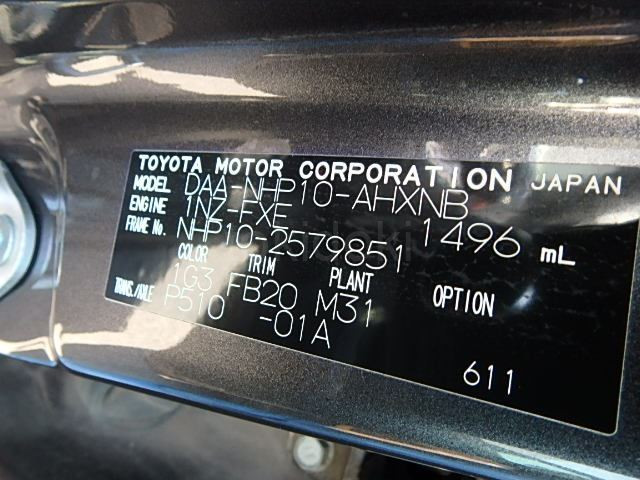 TOYOTA MOTOR CORPORATION JAPAN
MODEL DAA-NHP10-AHXNB
ENGINE 1NZ-FXE 1496 mL
FRAME No. NHP10-2579851
COLOR TRIM PLANT OPTION
1G3 FB20 M31
TRANS./AXLE P510 -01A
611